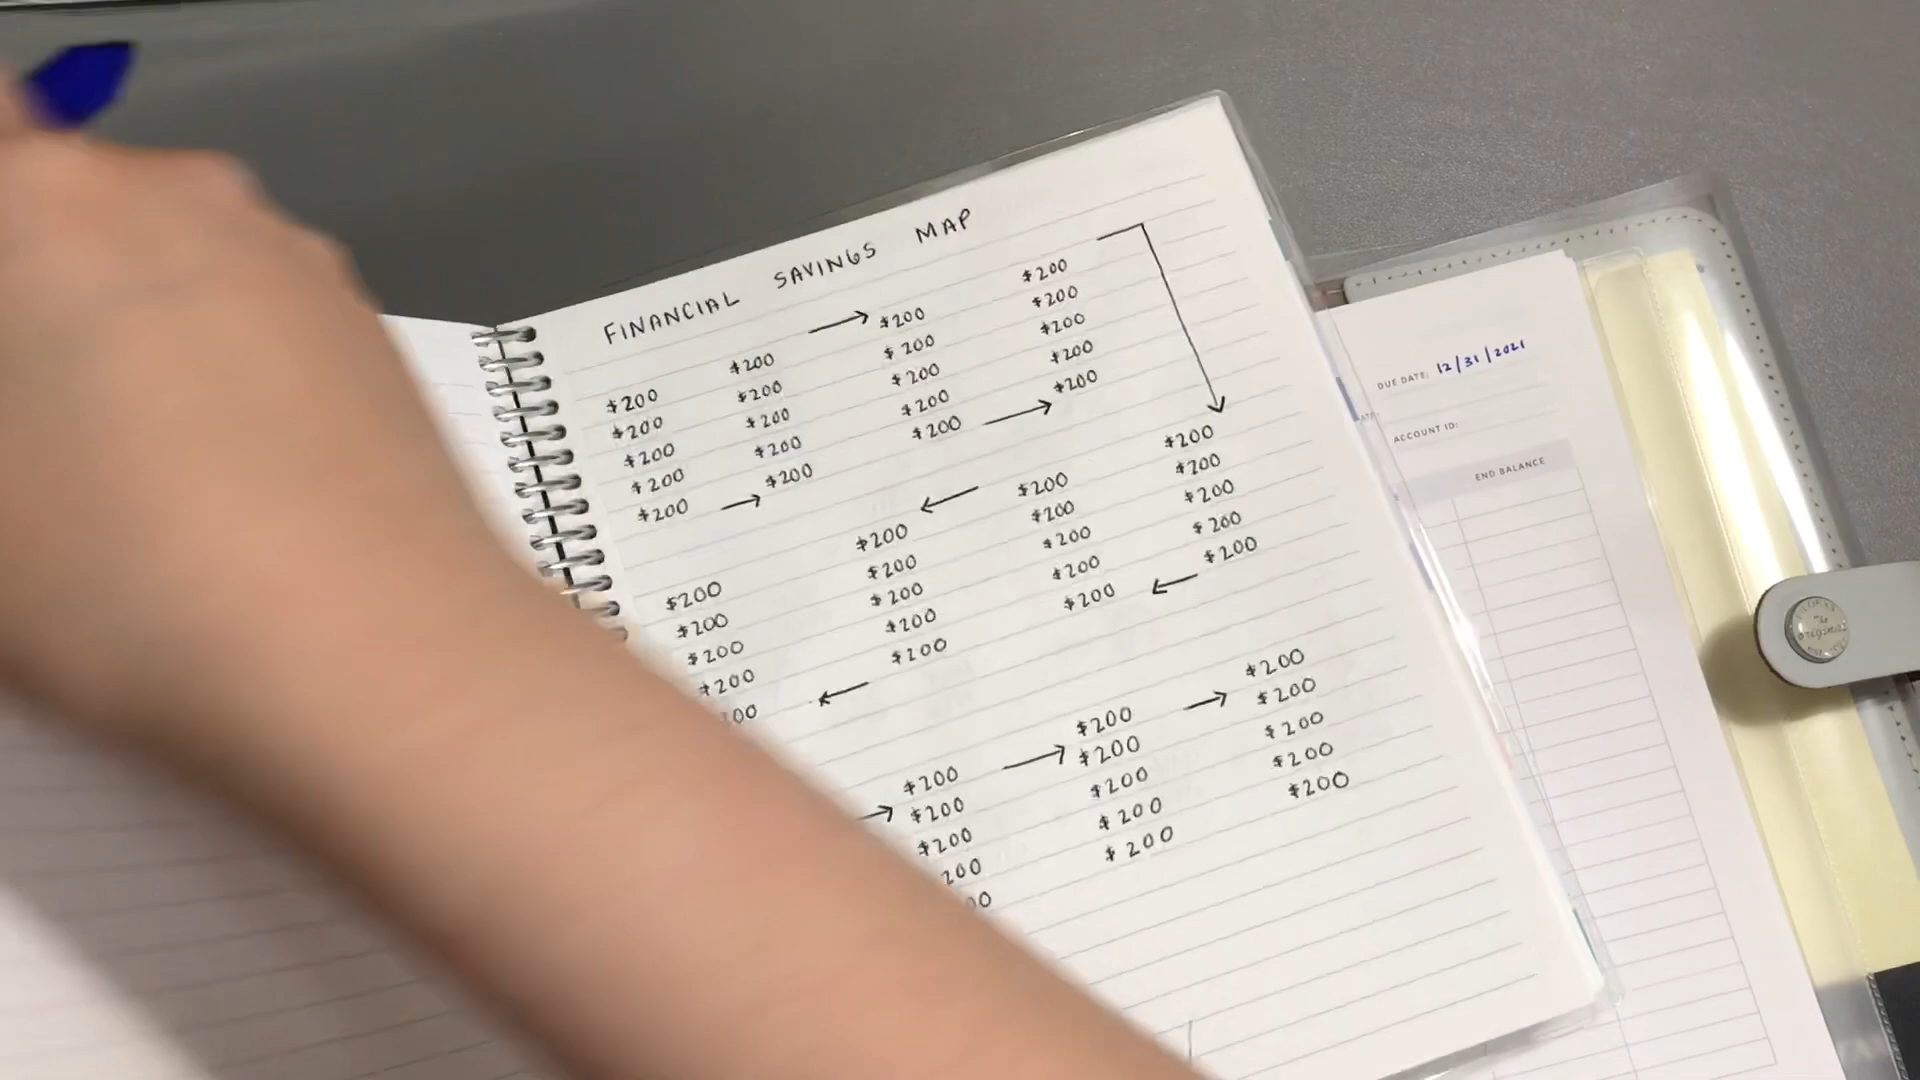 FINANCIAL SAVINGS MAP
$200 $200 → $200 $200
$200 $200 $200 $200
$200 $200 $200 $200
$200 $200 $200 $200
$200 → $200 $200 → $200
$200 $200 ← $200 $200
$200 $200 $200 $200
$200 $200 $200 $200
$200 $200 $200 $200
$200 ← $200 $200 ← $200
→ $200 → $200 → $200
$200 $200 $200
$200 $200 $200
200 $200 $200
$200 $200
DUE DATE: 12/31/2021
ACCOUNT ID:
END BALANCE